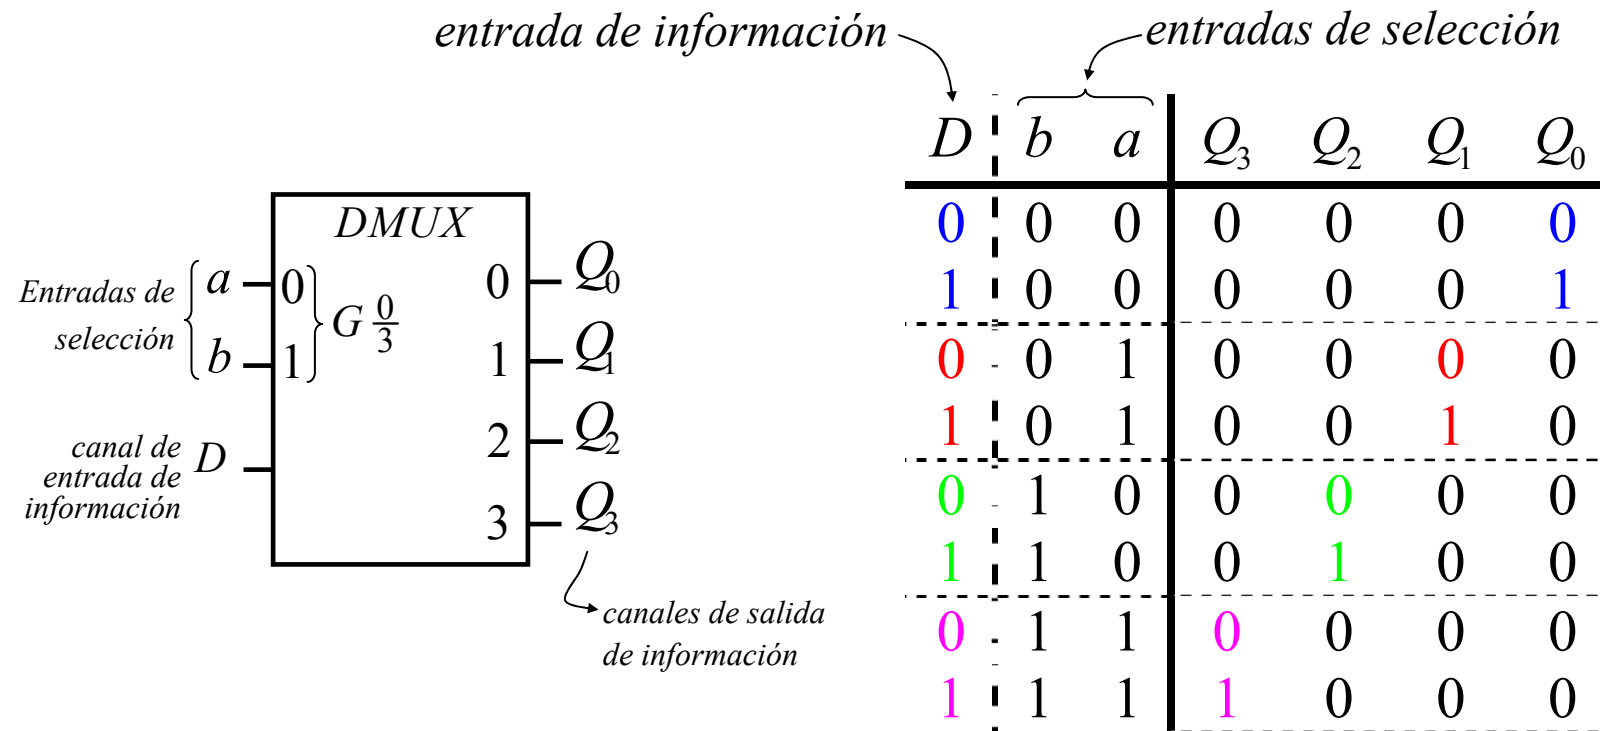 entrada de información entradas de selección
D b a Q3 Q2 Q1 Q0
0 0 0 0 0 0 0
1 0 0 0 0 0 1
0 0 1 0 0 0 0
1 0 1 0 0 1 0
0 1 0 0 0 0 0
1 1 0 0 1 0 0
0 1 1 0 0 0 0
1 1 1 1 0 0 0
DMUX
Entradas de
selección
a 0
b 1
G 0/3
canal de
entrada de
información
D
0 Q0
1 Q1
2 Q2
3 Q3
canales de salida
de información